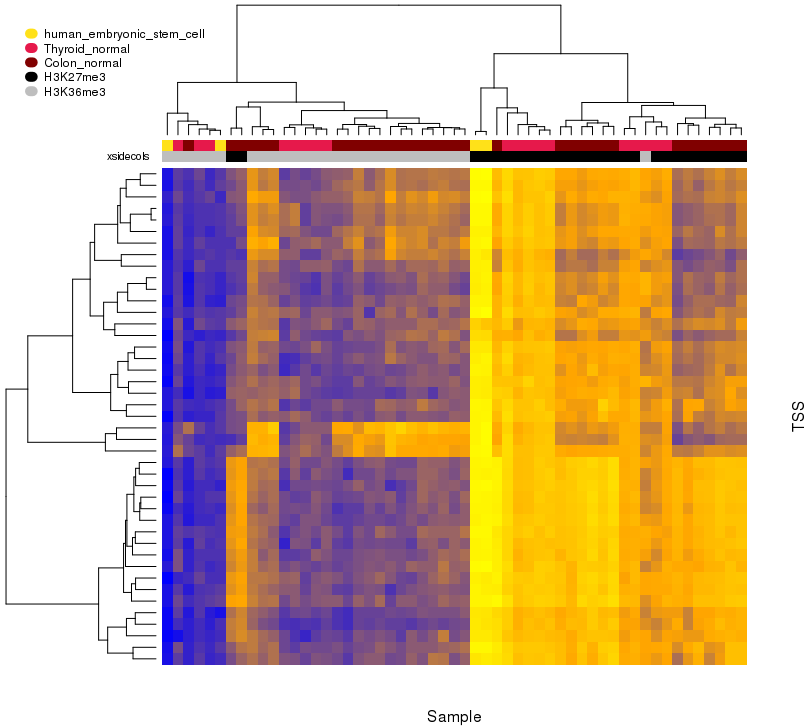 human_embryonic_stem_cell
Thyroid_normal
Colon_normal
H3K27me3
H3K36me3
xsidecols
TSS
Sample